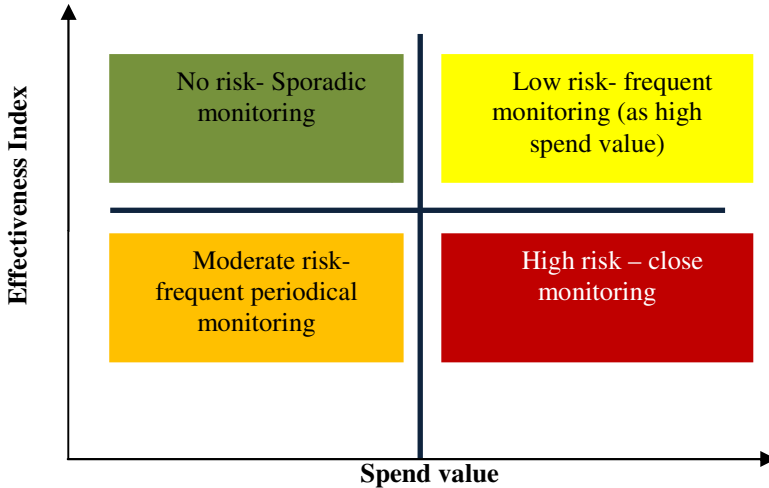 Effectiveness Index
No risk- Sporadic
monitoring
Low risk- frequent
monitoring (as high
spend value)
Moderate risk-
frequent periodical
monitoring
High risk – close
monitoring
Spend value